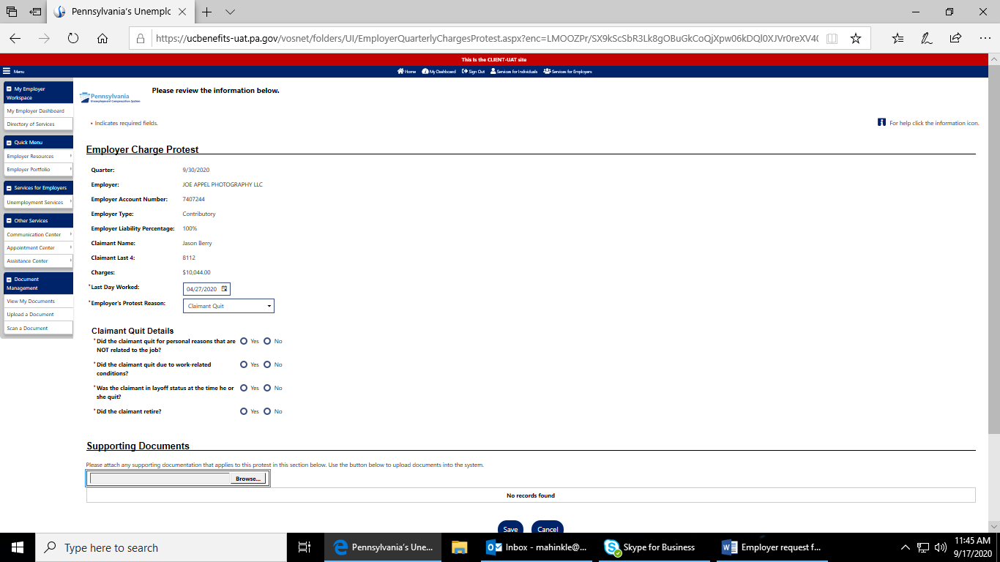 Pennsylvania's Unemplc
https://ucbenefits-uat.pa.gov/vosnet/folders/UI/EmployerQuarterlyChargesProtest.aspx?enc=LMOOZPr/SX9kScSbR3Lk8gOBuGkCoQjXpw06kDQl0XJVr0reXV4(
This Is the CLIENT-UAT site
Menu
Home My Dashboard Sign Out Services for Individuals Services for Employers
My Employer Workspace
My Employer Dashboard
Directory of Services
Quick Menu
Employer Resources
Employer Portfolio
Services for Employers
Unemployment Services
Other Services
Communication Center
Appointment Center
Assistance Center
Document Management
View My Documents
Upload a Document
Scan a Document
Pennsylvania
Unemployment Compensation System
Please review the information below.
* Indicates required fields.
For help click the information icon.
Employer Charge Protest
Quarter: 9/30/2020
Employer: JOE APPEL PHOTOGRAPHY LLC
Employer Account Number: 7407244
Employer Type: Contributory
Employer Liability Percentage: 100%
Claimant Name: Jason Berry
Claimant Last 4: 8112
Charges: $10,044.00
*Last Day Worked: 04/27/2020
*Employer's Protest Reason: Claimant Quit
Claimant Quit Details
*Did the claimant quit for personal reasons that are Yes No
NOT related to the job?
*Did the claimant quit due to work-related Yes No
conditions?
*Was the claimant in layoff status at the time he or Yes No
she quit?
*Did the claimant retire? Yes No
Supporting Documents
Please attach any supporting documentation that applies to this protest in this section below. Use the button below to upload documents into the system.
Browse...
No records found
Save Cancel
Type here to search
Pennsylvania's Une...
Inbox - mahinkle@...
Skype for Business
Employer request f...
11:45 AM
9/17/2020